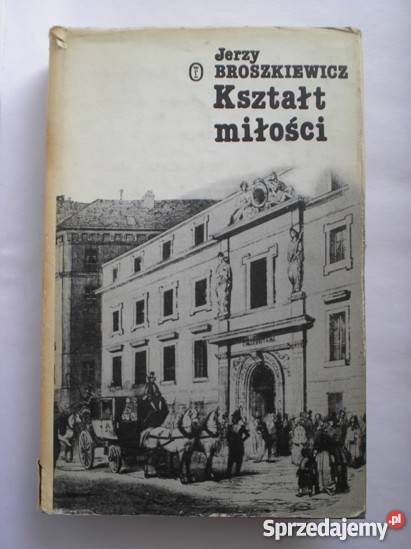 Jerzy
BROSZKIEWICZ
Kształt
miłości
Sprzedajemy.pl